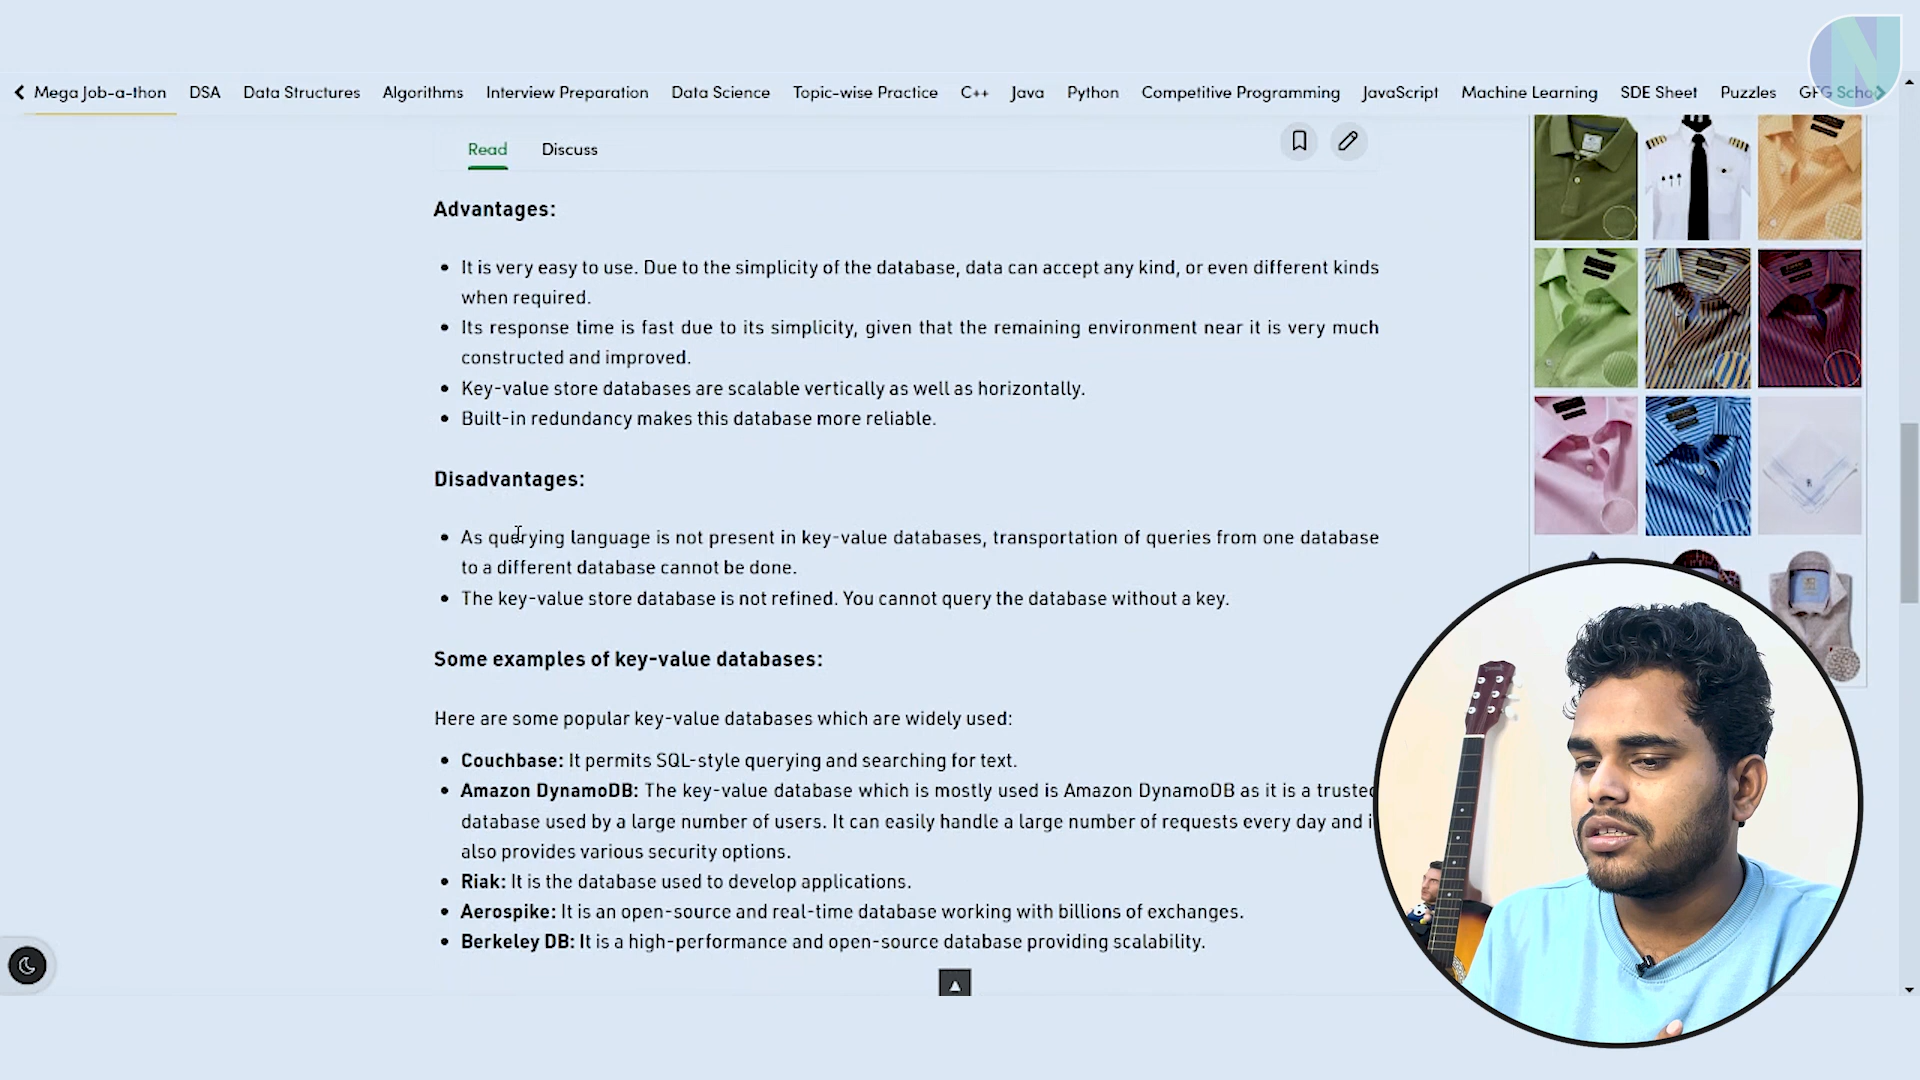 Mega Job-a-thon DSA Data Structures Algorithms Interview Preparation Data Science Topic-wise Practice C++ Java Python Competitive Programming JavaScript Machine Learning SDE Sheet Puzzles GFG Scho
Read Discuss
Advantages:
• It is very easy to use. Due to the simplicity of the database, data can accept any kind, or even different kinds
when required.
• Its response time is fast due to its simplicity, given that the remaining environment near it is very much
constructed and improved.
• Key-value store databases are scalable vertically as well as horizontally.
• Built-in redundancy makes this database more reliable.
Disadvantages:
• As querying language is not present in key-value databases, transportation of queries from one database
to a different database cannot be done.
• The key-value store database is not refined. You cannot query the database without a key.
Some examples of key-value databases:
Here are some popular key-value databases which are widely used:
• Couchbase: It permits SQL-style querying and searching for text.
• Amazon DynamoDB: The key-value database which is mostly used is Amazon DynamoDB as it is a trusted
database used by a large number of users. It can easily handle a large number of requests every day and i
also provides various security options.
• Riak: It is the database used to develop applications.
• Aerospike: It is an open-source and real-time database working with billions of exchanges.
• Berkeley DB: It is a high-performance and open-source database providing scalability.